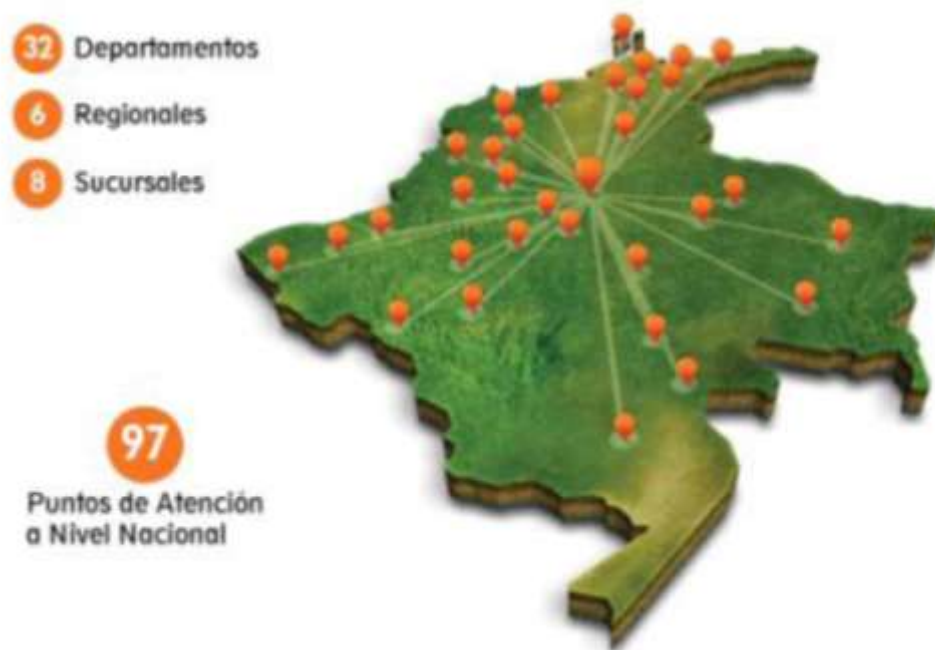 32 Departamentos
6 Regionales
8 Sucursales
97
Puntos de Atención
a Nivel Nacional